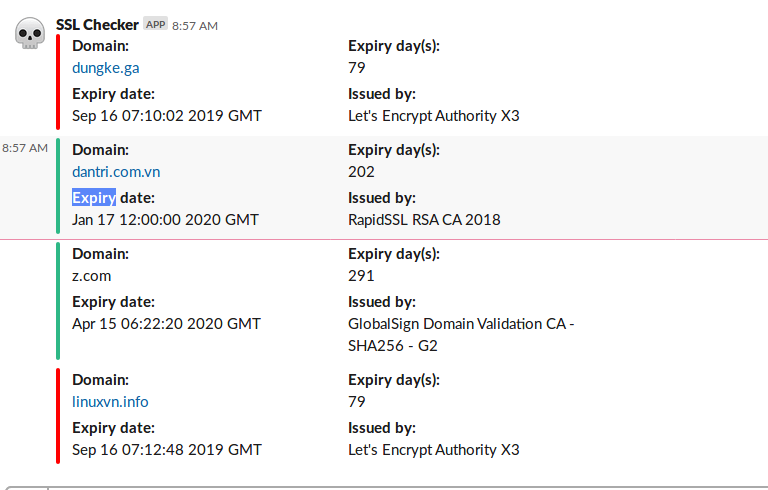 SSL Checker APP 8:57 AM
Domain: Expiry day(s):
dungke.ga 79
Expiry date: Issued by:
Sep 16 07:10:02 2019 GMT Let's Encrypt Authority X3
8:57 AM Domain: Expiry day(s):
dantri.com.vn 202
Expiry date: Issued by:
Jan 17 12:00:00 2020 GMT RapidSSL RSA CA 2018
Domain: Expiry day(s):
z.com 291
Expiry date: Issued by:
Apr 15 06:22:20 2020 GMT GlobalSign Domain Validation CA -
SHA256 - G2
Domain: Expiry day(s):
linuxvn.info 79
Expiry date: Issued by:
Sep 16 07:12:48 2019 GMT Let's Encrypt Authority X3